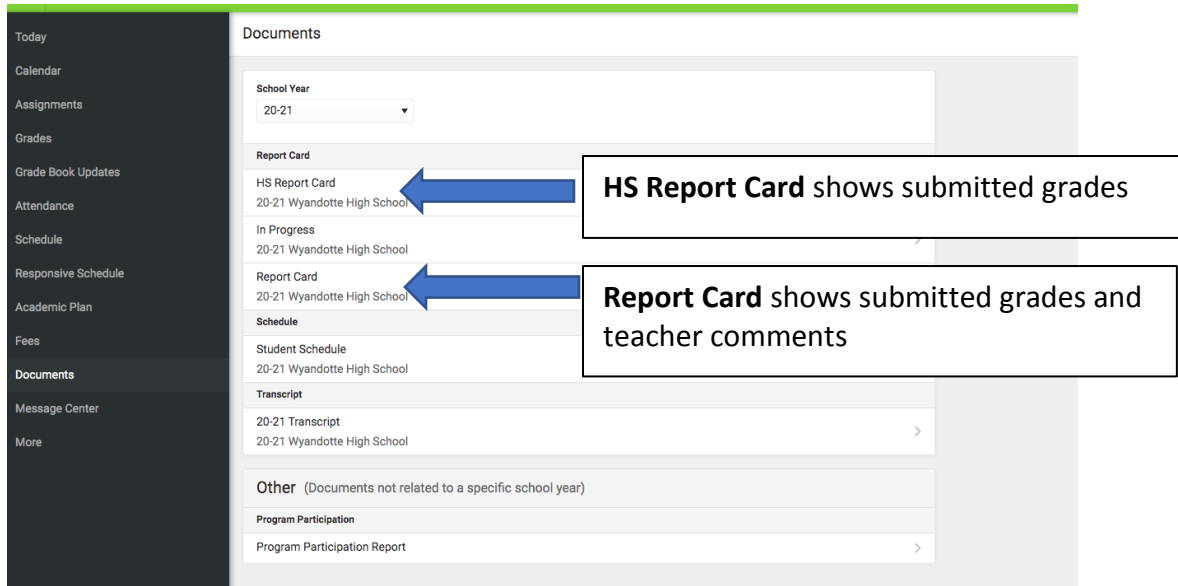 Today
Calendar
Assignments
Grades
Grade Book Updates
Attendance
Schedule
Responsive Schedule
Academic Plan
Fees
Documents
Message Center
More
Documents
School Year
20-21
Report Card
HS Report Card
20-21 Wyandotte High School
In Progress
20-21 Wyandotte High School
Report Card
20-21 Wyandotte High School
Schedule
Student Schedule
20-21 Wyandotte High School
Transcript
20-21 Transcript
20-21 Wyandotte High School
Other (Documents not related to a specific school year)
Program Participation
Program Participation Report
HS Report Card shows submitted grades
Report Card shows submitted grades and
teacher comments